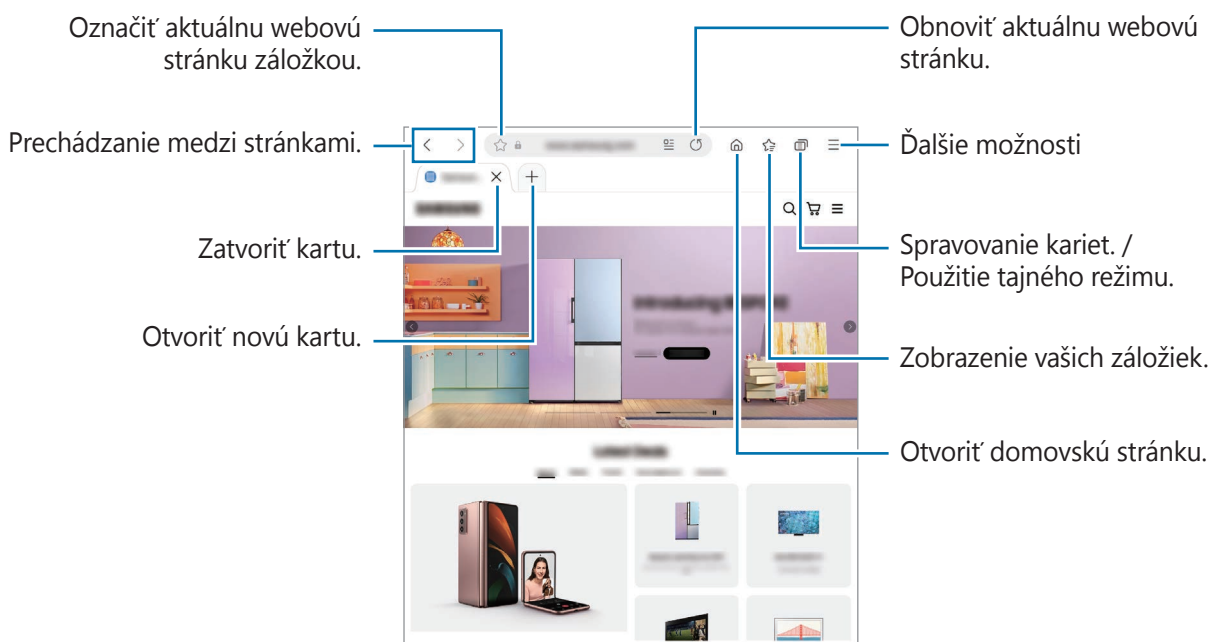 Označiť aktuálnu webovú
stránku záložkou.
Obnoviť aktuálnu webovú
stránku.
Prechádzanie medzi stránkami.
Ďalšie možnosti
Zatvoriť kartu.
Spravovanie kariet. /
Použitie tajného režimu.
Otvoriť novú kartu.
Zobrazenie vašich záložiek.
Otvoriť domovskú stránku.